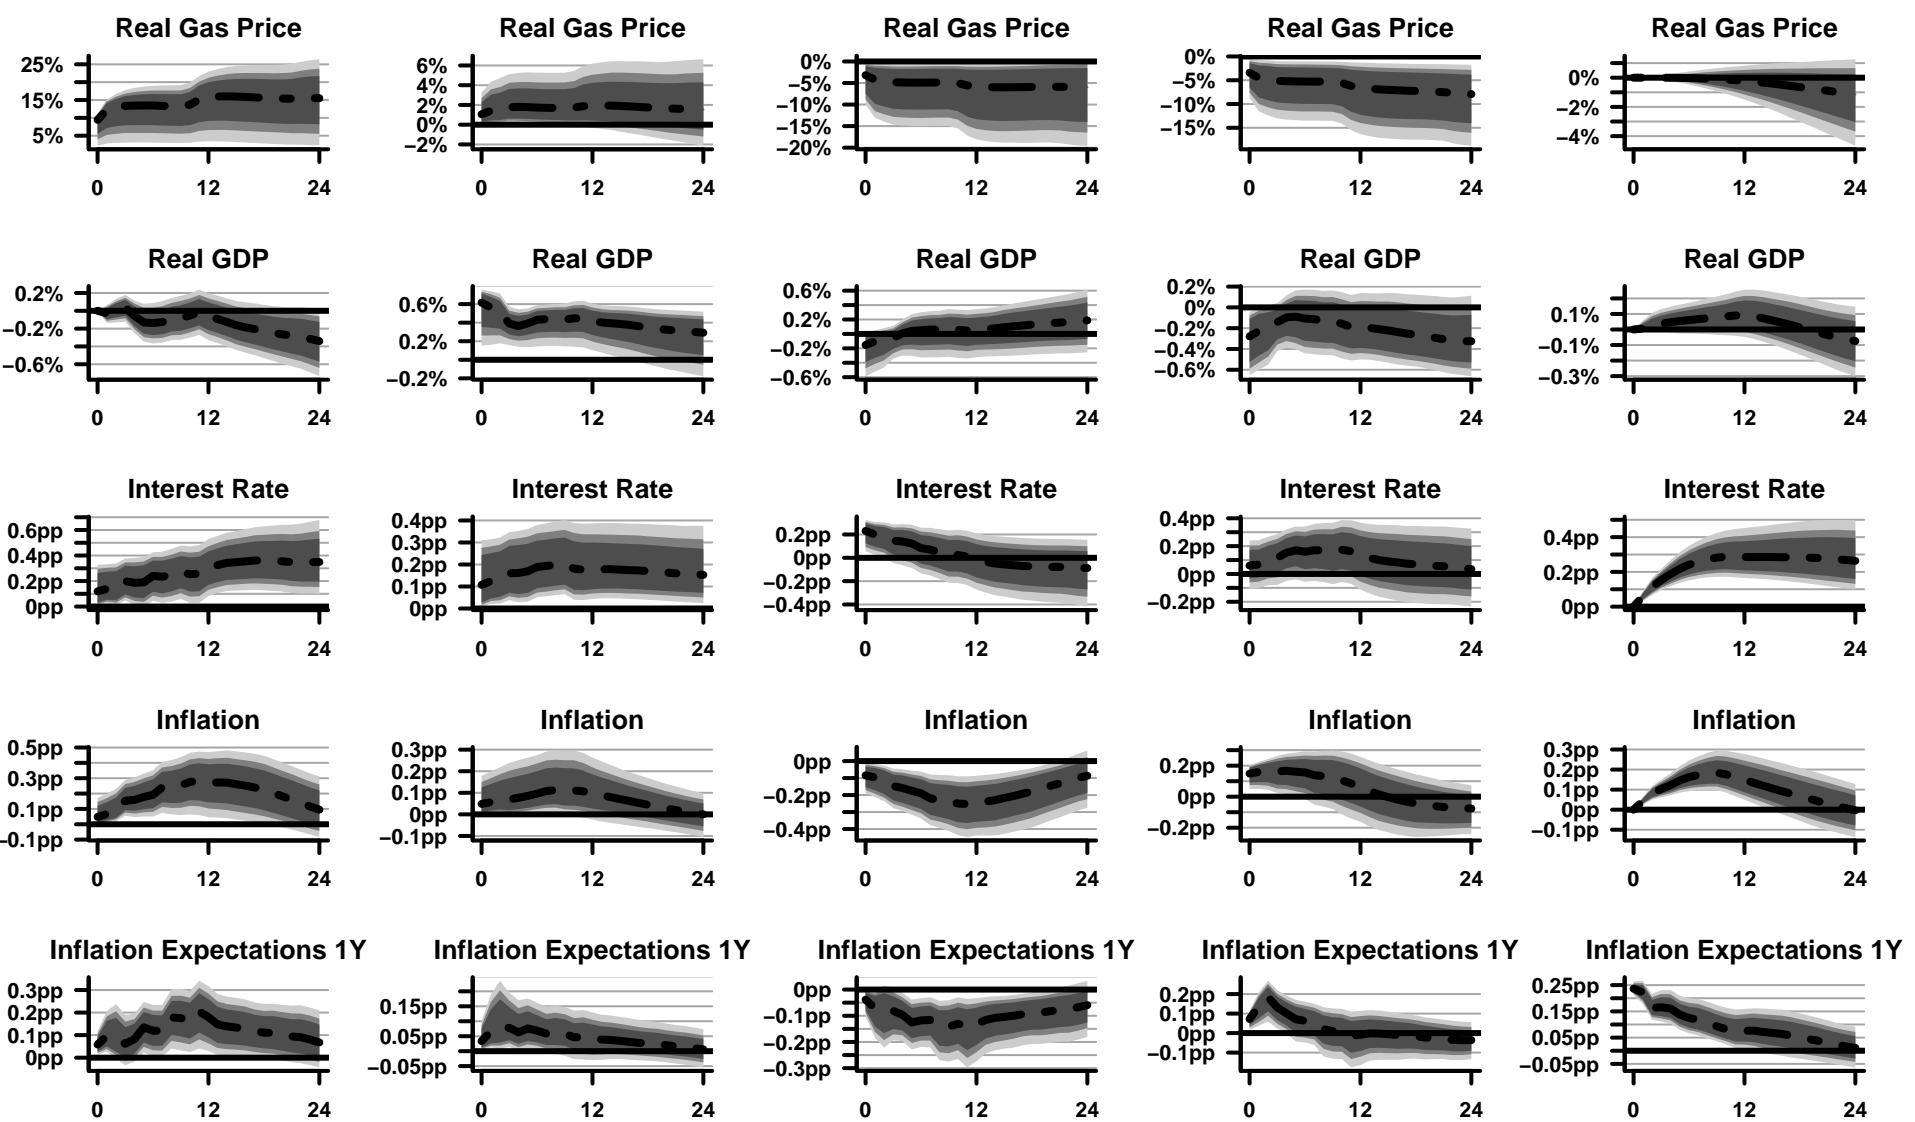 Real Gas Price Real Gas Price Real Gas Price Real Gas Price Real Gas Price
25% 6% 0% 0% 0%
15% 4% −5% −5% −2%
5% 2% −10% −10% −4%
0% −15% −15%
−2% −20%
0 12 24 0 12 24 0 12 24 0 12 24 0 12 24
Real GDP Real GDP Real GDP Real GDP Real GDP
0.2% 0.6% 0.6% 0.2% 0.1%
−0.2% 0.2% 0.2% 0% −0.1%
−0.6% −0.2% −0.2% −0.2% −0.3%
−0.6% −0.4%
−0.6%
0 12 24 0 12 24 0 12 24 0 12 24 0 12 24
Interest Rate Interest Rate Interest Rate Interest Rate Interest Rate
0.6pp 0.4pp 0.2pp 0.4pp 0.4pp
0.4pp 0.3pp 0pp 0.2pp 0.2pp
0.2pp 0.2pp −0.2pp 0pp 0pp
0pp 0.1pp −0.4pp −0.2pp
0pp
0 12 24 0 12 24 0 12 24 0 12 24 0 12 24
Inflation Inflation Inflation Inflation Inflation
0.5pp 0.3pp 0pp 0.2pp 0.3pp
0.3pp 0.2pp −0.2pp 0pp 0.2pp
0.1pp 0.1pp −0.4pp −0.2pp 0.1pp
−0.1pp 0pp 0pp
−0.1pp −0.1pp
0 12 24 0 12 24 0 12 24 0 12 24 0 12 24
Inflation Expectations 1Y Inflation Expectations 1Y Inflation Expectations 1Y Inflation Expectations 1Y Inflation Expectations 1Y
0.3pp 0.15pp 0pp 0.2pp 0.25pp
0.2pp 0.05pp −0.1pp 0.1pp 0.15pp
0.1pp −0.05pp −0.2pp 0pp 0.05pp
0pp −0.3pp −0.1pp −0.05pp
0 12 24 0 12 24 0 12 24 0 12 24 0 12 24